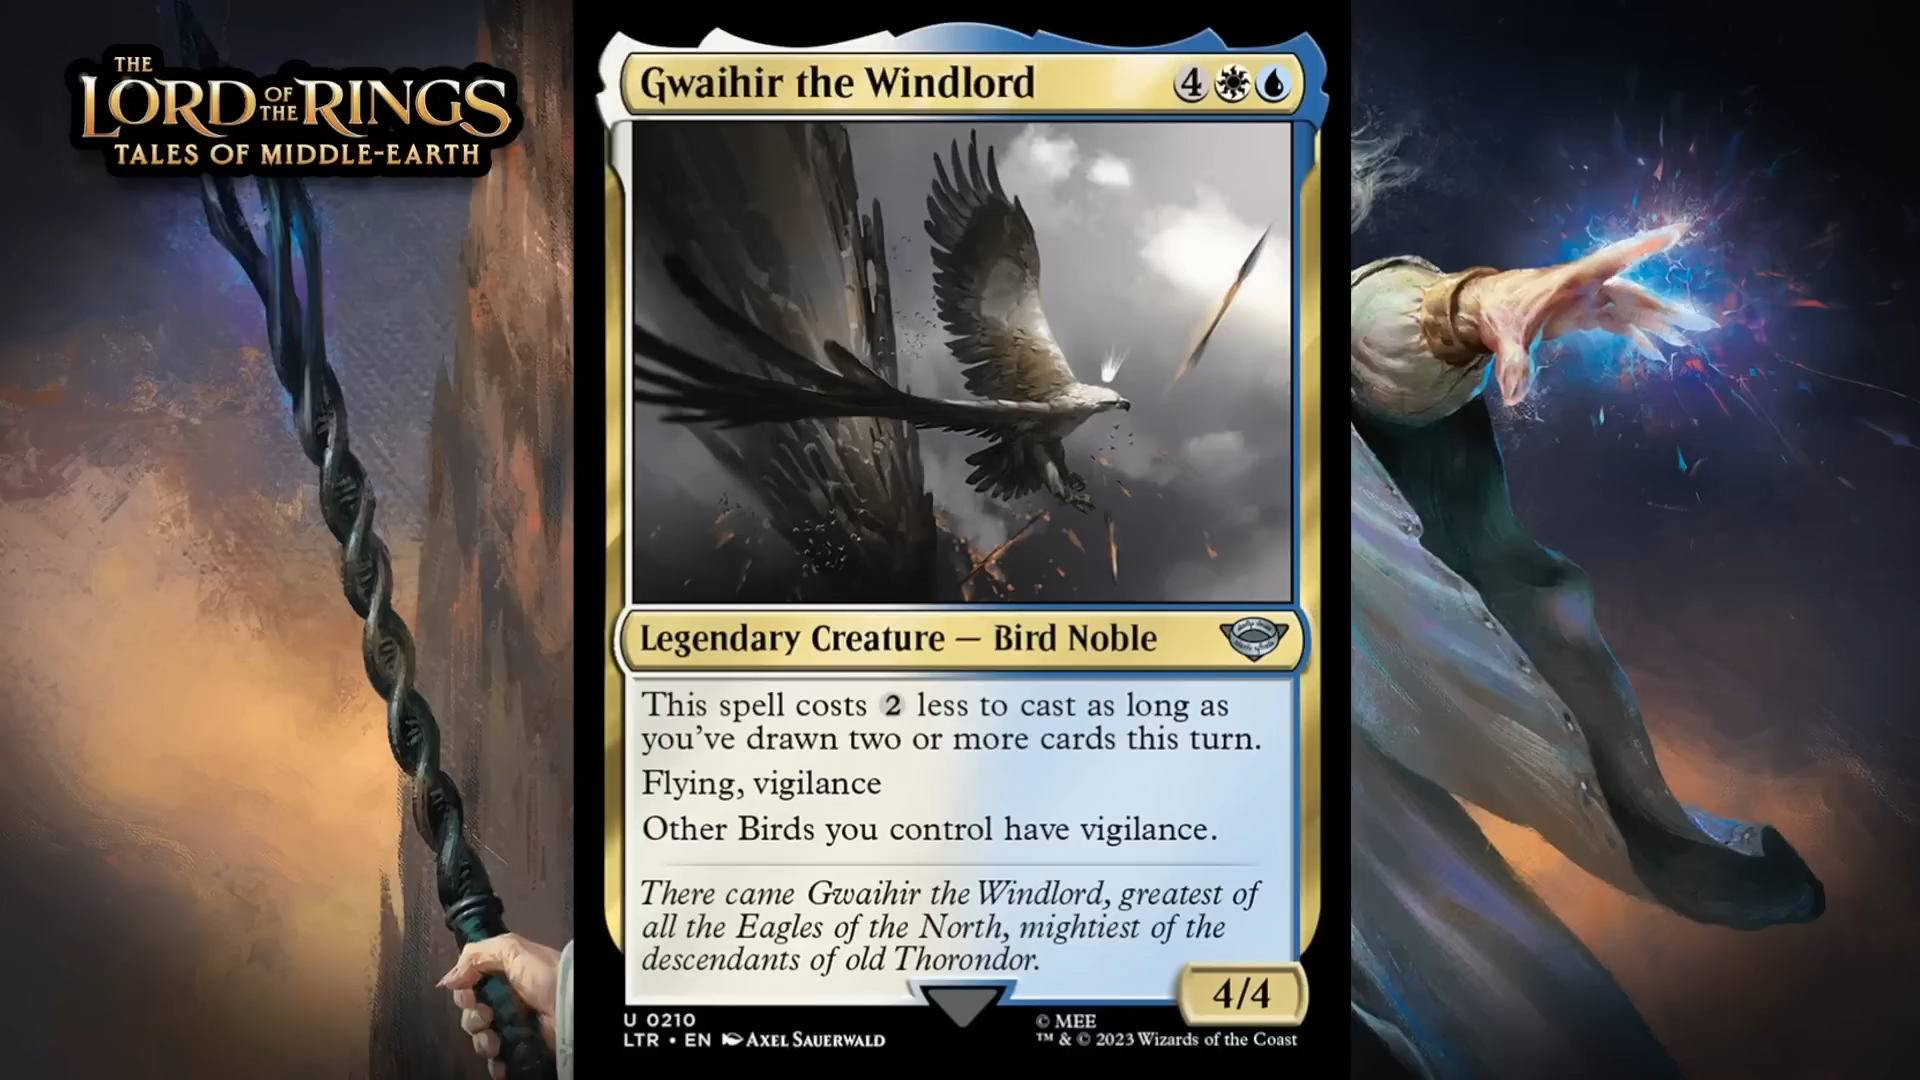 THE
LORD OF THE RINGS
TALES OF MIDDLE-EARTH
Gwaihir the Windlord 4
Legendary Creature — Bird Noble
This spell costs 2 less to cast as long as
you've drawn two or more cards this turn.
Flying, vigilance
Other Birds you control have vigilance.
There came Gwaihir the Windlord, greatest of
all the Eagles of the North, mightiest of the
descendants of old Thorondor.
4/4
U 0210
LTR • EN AXEL SAUERWALD
© MEE
™ & © 2023 Wizards of the Coast